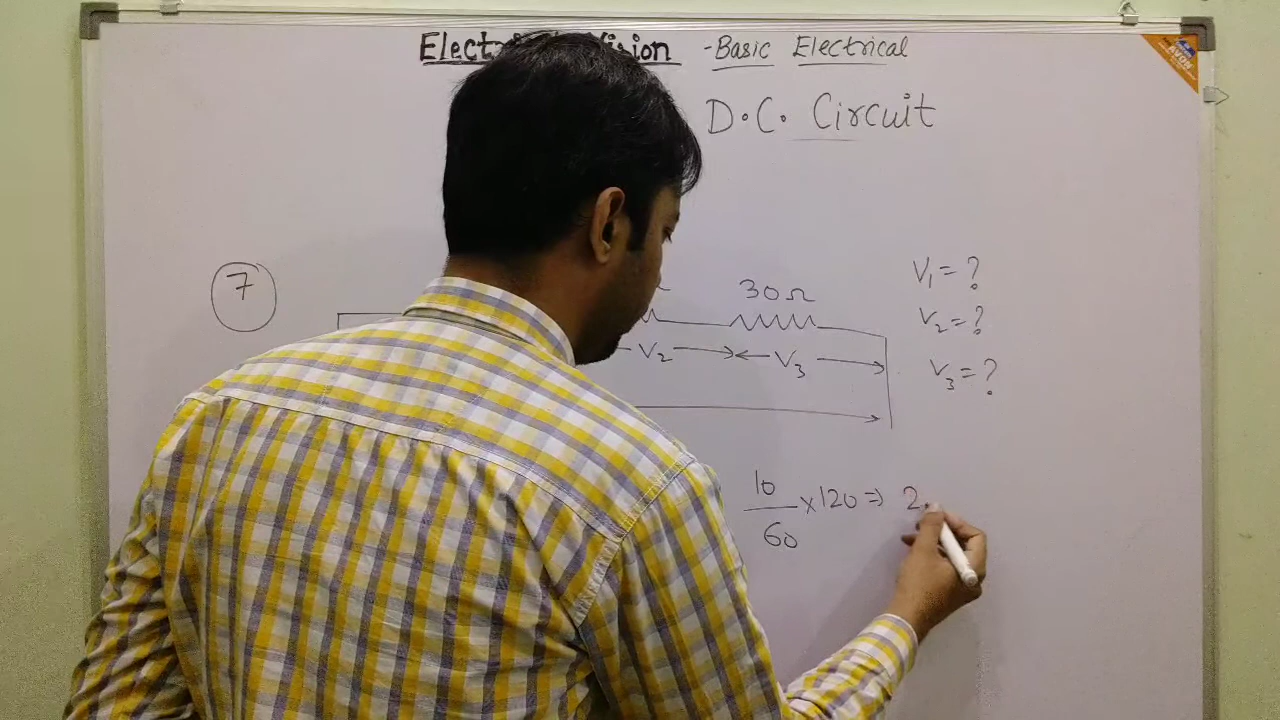 - Basic Electrical
D.C. Circuit
7
30Ω
V₁ = ?
V₂ = ?
V₃ = ?
V₂
V₃
10/60 × 120 ⇒ 2.